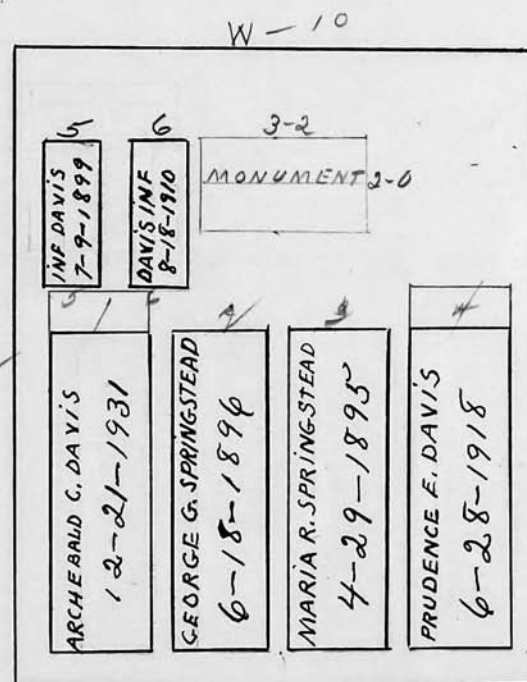 W-10
5
6
3-2
INF DAVIS
7-9-1899
DAVIS INF
8-18-1910
MONUMENT 2-0
5
6
1
2
3
4
ARCHEBALD C. DAVIS
12-21-1931
GEORGE G. SPRINGSTEAD
6-18-1896
MARIA R. SPRINGSTEAD
4-29-1895
PRUDENCE E. DAVIS
6-28-1918